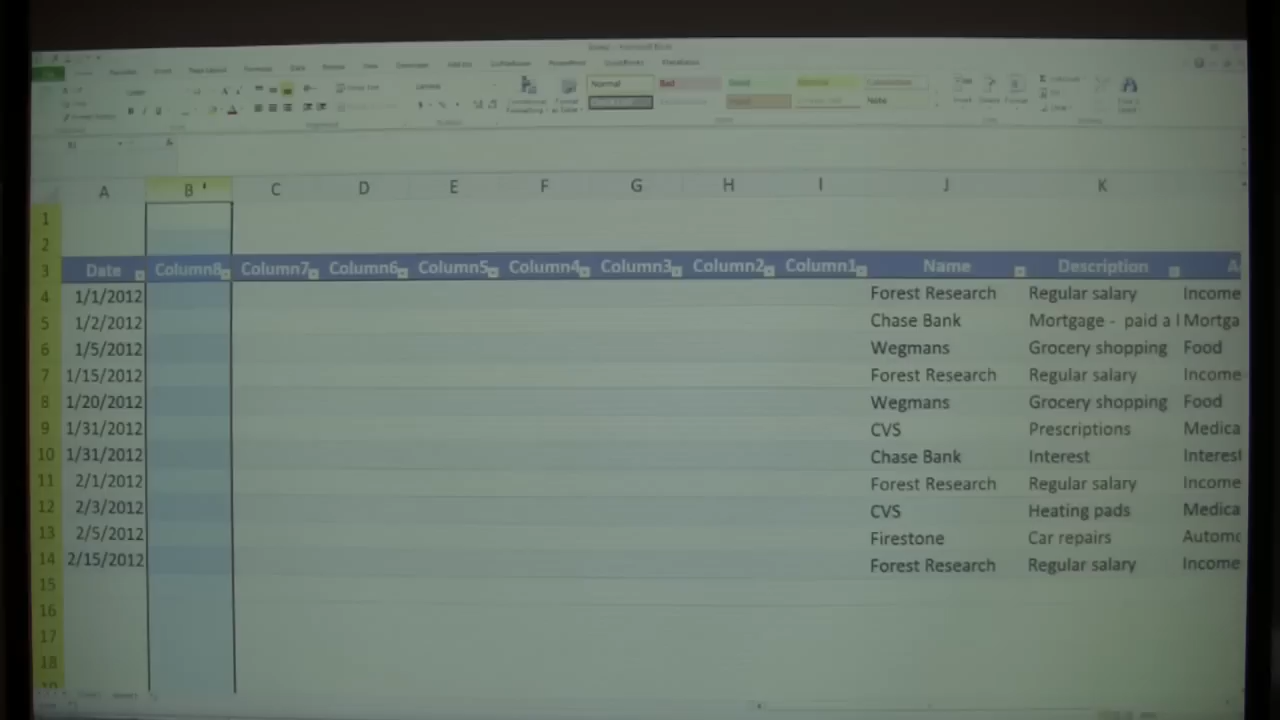 Normal Bad
Note
A B C D E F G H I J K
1
2
3 Date Column8 Column7 Column6 Column5 Column4 Column3 Column2 Column1 Name Description A
4 1/1/2012 Forest Research Regular salary Income
5 1/2/2012 Chase Bank Mortgage - paid a l Mortga
6 1/5/2012 Wegmans Grocery shopping Food
7 1/15/2012 Forest Research Regular salary Income
8 1/20/2012 Wegmans Grocery shopping Food
9 1/31/2012 CVS Prescriptions Medica
10 1/31/2012 Chase Bank Interest Interest
11 2/1/2012 Forest Research Regular salary Income
12 2/3/2012 CVS Heating pads Medica
13 2/5/2012 Firestone Car repairs Automo
14 2/15/2012 Forest Research Regular salary Income
15
16
17
18